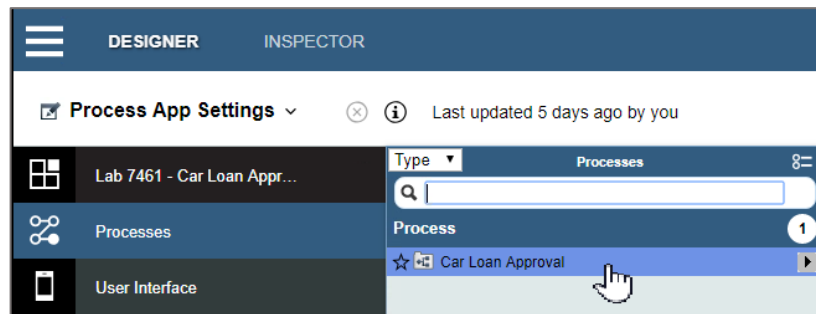 DESIGNER INSPECTOR
Process App Settings Last updated 5 days ago by you
Lab 7461 - Car Loan Appr...
Type Processes
Processes
Process 1
Car Loan Approval
User Interface